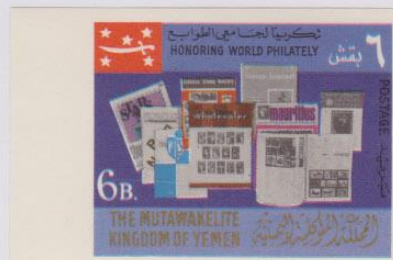 تكريما لجامعي الطوابع
HONORING WORLD PHILATELY
٦ بقش
POSTAGE
wholesaler
mauritius
6B.
THE MUTAWAKELITE
KINGDOM OF YEMEN
المملكة المتوكلية اليمنية